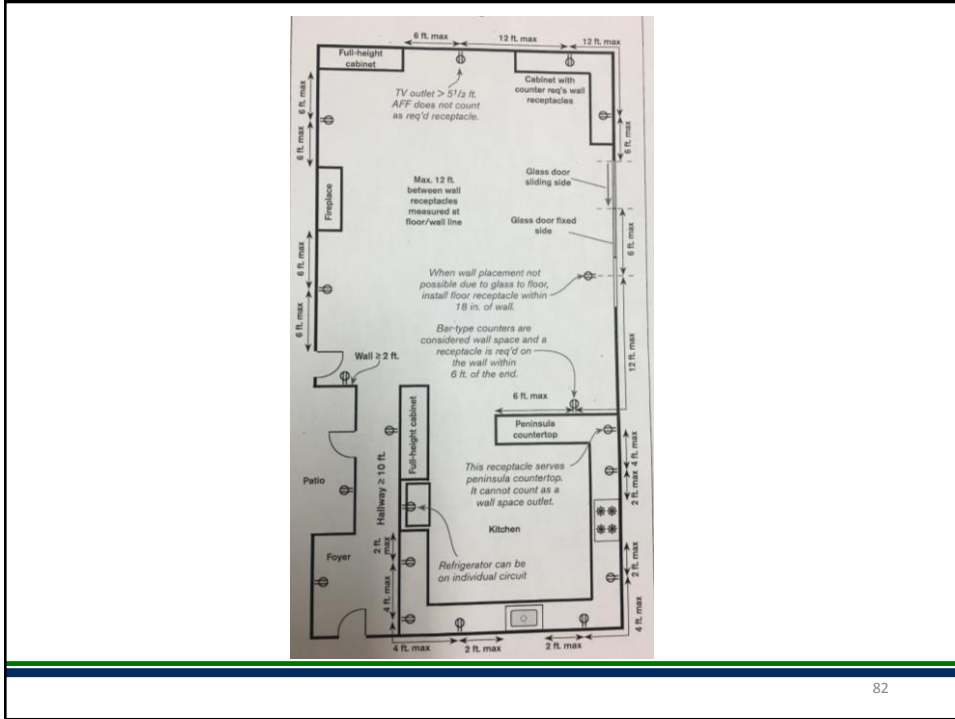 6 ft. max
12 ft. max
12 ft. max
Full-height
cabinet
TV outlet > 5 1/2 ft.
AFF does not count
as req'd receptacle.
Cabinet with
counter req's wall
receptacles
6 ft. max
6 ft. max
6 ft. max
Fireplace
Max. 12 ft.
between wall
receptacles
measured at
floor/wall line
Glass door
sliding side
Glass door fixed
side
6 ft. max
6 ft. max
6 ft. max
When wall placement not
possible due to glass to floor,
install floor receptacle within
18 in. of wall.
Bar-type counters are
considered wall space and a
receptacle is req'd on
the wall within
6 ft. of the end.
12 ft. max
Wall ≥ 2 ft.
6 ft. max
Full-height cabinet
Peninsula
countertop
4 ft. max
2 ft. max
This receptacle serves
peninsula countertop.
It cannot count as a
wall space outlet.
Patio
Hallway ≥ 10 ft.
Kitchen
Foyer
2 ft.
max
4 ft. max
Refrigerator can be
on individual circuit
2 ft. max
4 ft. max
4 ft. max
2 ft. max
2 ft. max
82